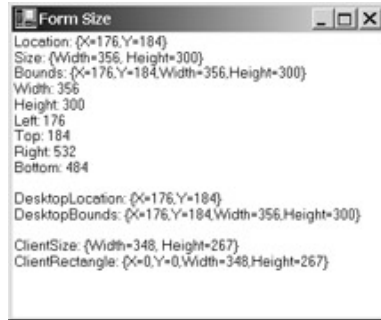 Form Size
Location: {X=176,Y=184}
Size: {Width=356, Height=300}
Bounds: {X=176,Y=184,Width=356,Height=300}
Width: 356
Height: 300
Left: 176
Top: 184
Right: 532
Bottom: 484
DesktopLocation: {X=176,Y=184}
DesktopBounds: {X=176,Y=184,Width=356,Height=300}
ClientSize: {Width=348, Height=267}
ClientRectangle: {X=0,Y=0,Width=348,Height=267}